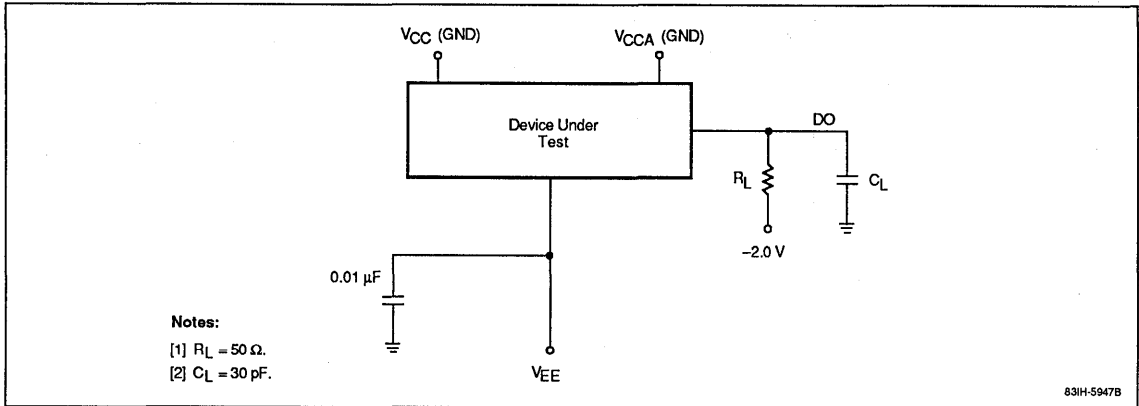 VCC (GND)
VCCA (GND)
Device Under
Test
DO
RL
CL
–2.0 V
0.01 µF
VEE
Notes:
[1] RL = 50 Ω.
[2] CL = 30 pF.
83IH-5947B